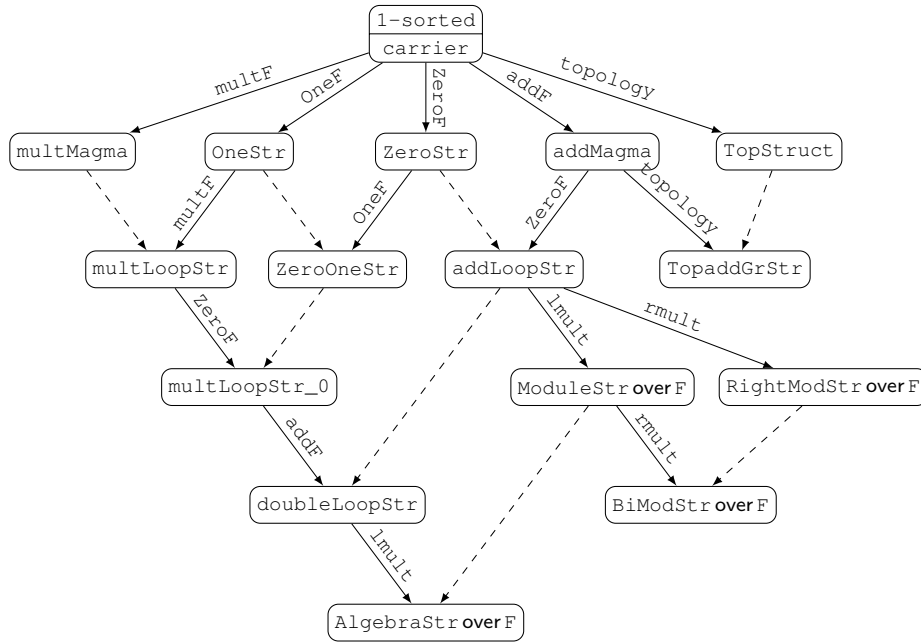 1-sorted
carrier
multF
OneF
ZeroF
addF
topology
multMagma
OneStr
ZeroStr
addMagma
TopStruct
multF
OneF
ZeroF
topology
multLoopStr
ZeroOneStr
addLoopStr
TopaddGrStr
ZeroF
lmult
rmult
multLoopStr_0
ModuleStr over F
RightModStr over F
addF
rmult
doubleLoopStr
BiModStr over F
lmult
AlgebraStr over F